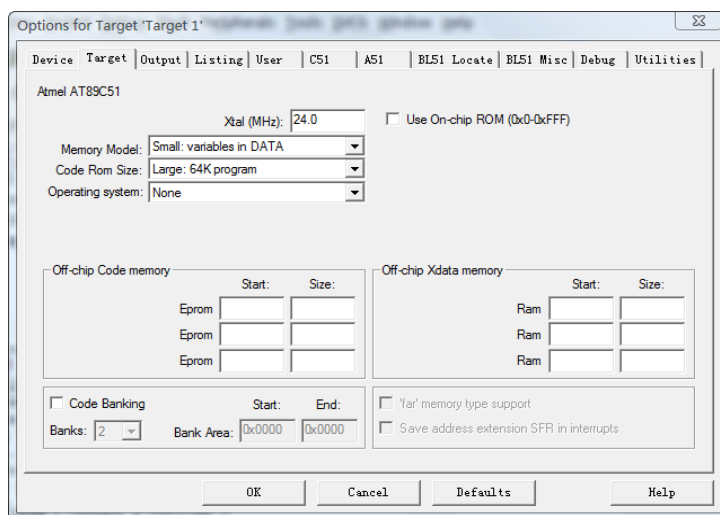 Options for Target 'Target 1'
Device Target Output Listing User C51 A51 BL51 Locate BL51 Misc Debug Utilities
Atmel AT89C51
Xtal (MHz): 24.0 Use On-chip ROM (0x0-0xFFF)
Memory Model: Small: variables in DATA
Code Rom Size: Large: 64K program
Operating system: None
Off-chip Code memory Off-chip Xdata memory
Start: Size: Start: Size:
Eprom Ram
Eprom Ram
Eprom Ram
Code Banking Start: End: 'far' memory type support
Banks: 2 Bank Area: 0x0000 0x0000 Save address extension SFR in interrupts
OK Cancel Defaults Help